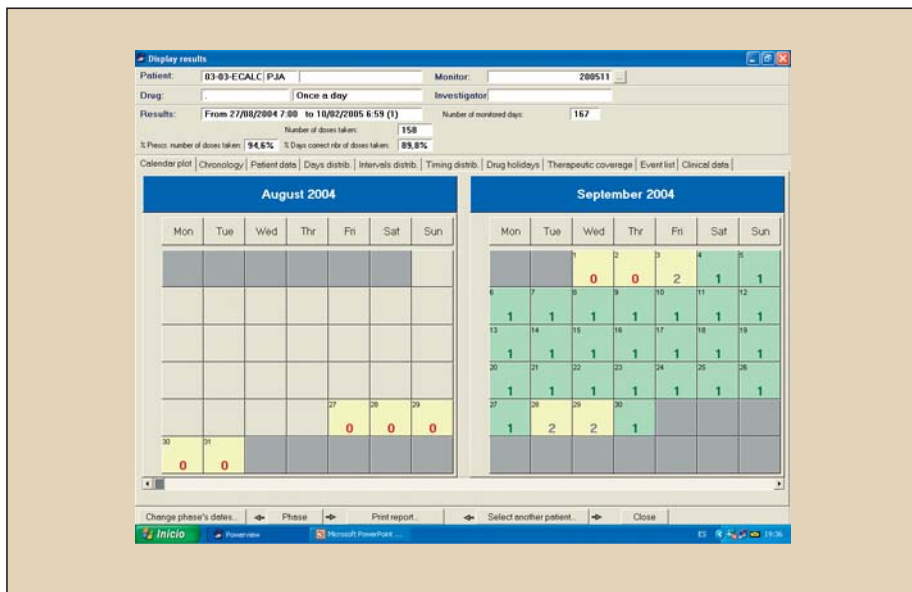 Display results
Patient: 03-03-ECALC PJA Monitor: 200511 ...
Drug: . Once a day Investigator
Results: From 27/08/2004 7:00 to 10/02/2005 6:59 (1) Number of monitored days: 167
Number of doses taken: 158
% Prescr. number of doses taken: 94,6% % Days correct nbr of doses taken: 89,8%
Calendar plot Chronology Patient data Days distrib. Intervals distrib. Timing distrib. Drug holidays Therapeutic coverage Event list Clinical data
August 2004
Mon Tue Wed Thr Fri Sat Sun
27 28 29
0 0 0
30 31
0 0
September 2004
Mon Tue Wed Thr Fri Sat Sun
1 2 3 4 5
0 0 2 1 1
6 7 8 9 10 11 12
1 1 1 1 1 1 1
13 14 15 16 17 18 19
1 1 1 1 1 1 1
20 21 22 23 24 25 26
1 1 1 1 1 1 1
27 28 29 30
1 2 2 1
Change phase's dates... Phase Print report... Select another patient... Close
Inicio Powerview Microsoft PowerPoint ... ES 19:36